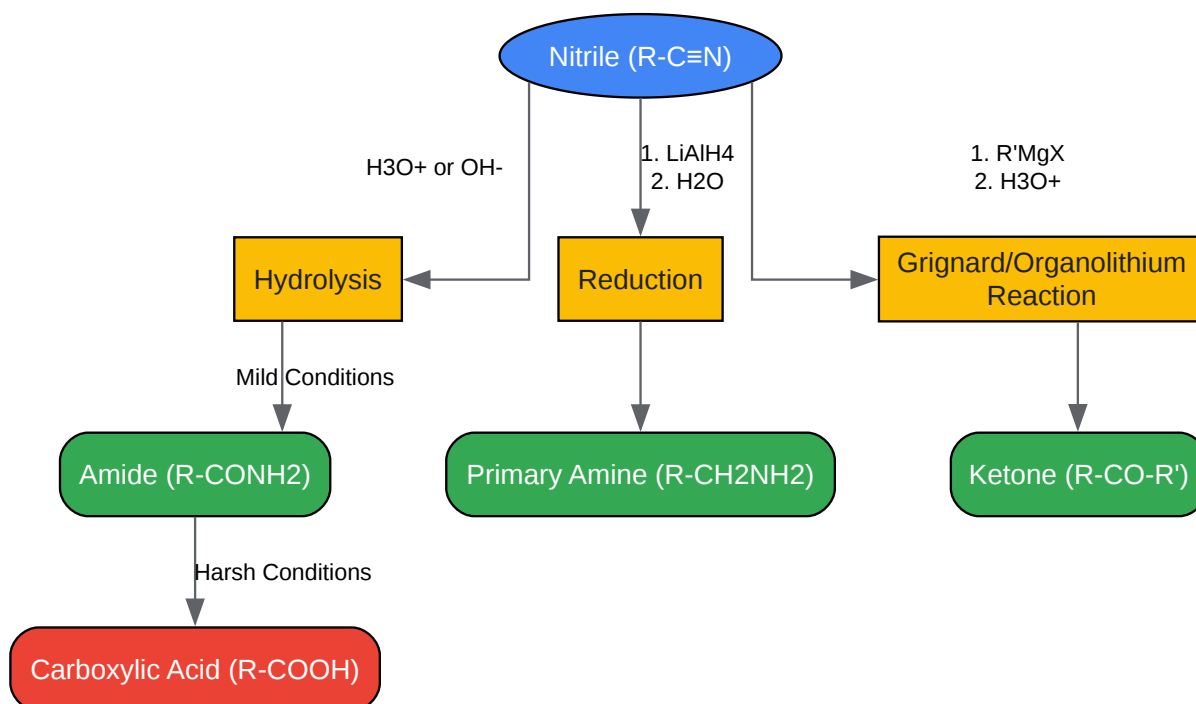 Nitrile (R-C≡N)
H3O+ or OH-
1. LiAlH4
2. H2O
1. R'MgX
2. H3O+
Hydrolysis
Reduction
Grignard/Organolithium
Reaction
Mild Conditions
Amide (R-CONH2)
Primary Amine (R-CH2NH2)
Ketone (R-CO-R')
Harsh Conditions
Carboxylic Acid (R-COOH)